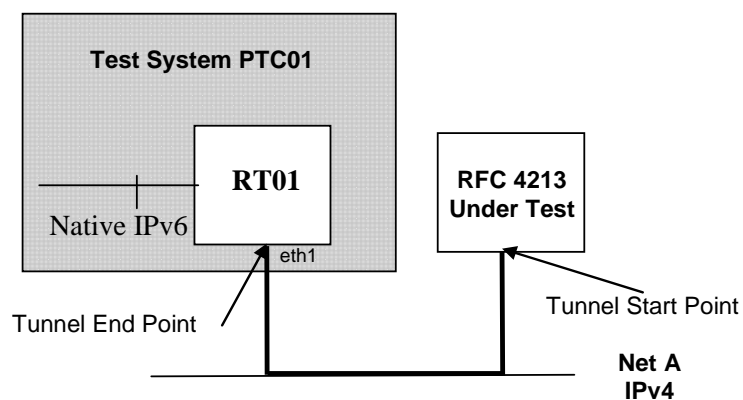 Test System PTC01
RT01
RFC 4213
Under Test
Native IPv6
eth1
Tunnel End Point
Tunnel Start Point
Net A
IPv4